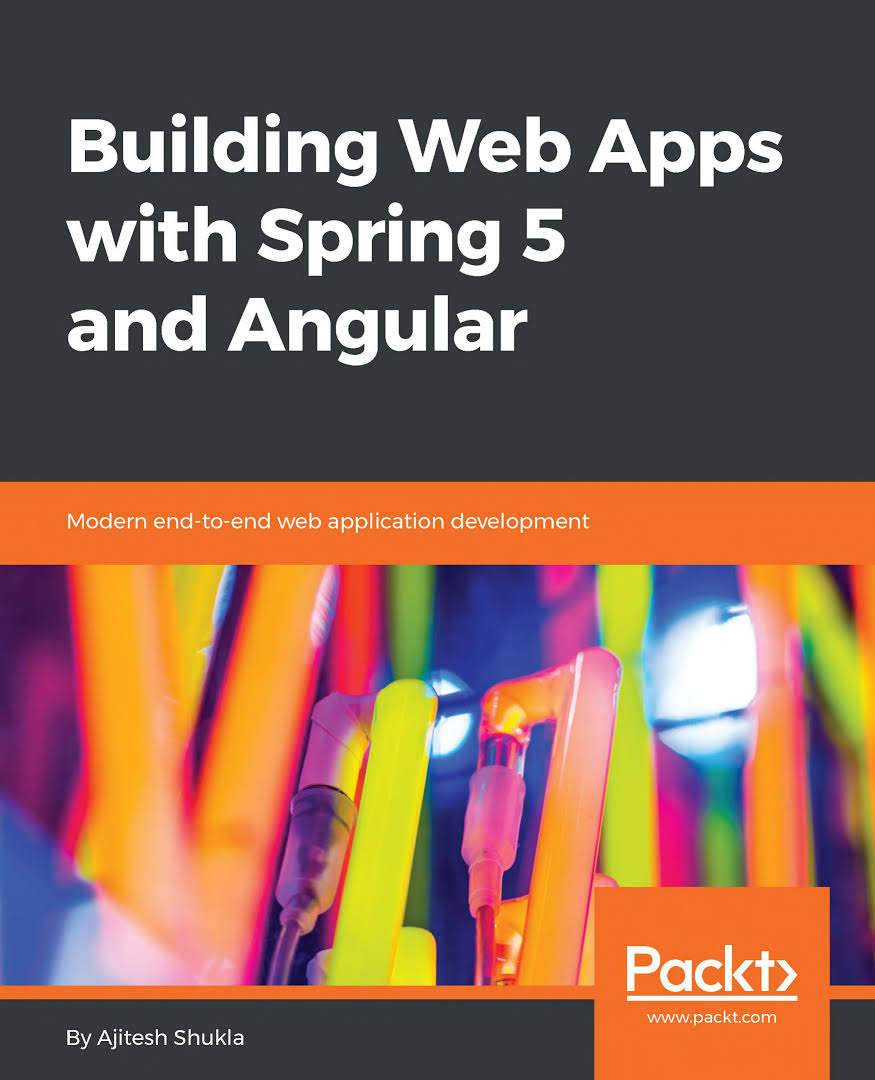 Building Web Apps
with Spring 5
and Angular
Modern end-to-end web application development
Packt>
www.packt.com
By Ajitesh Shukla